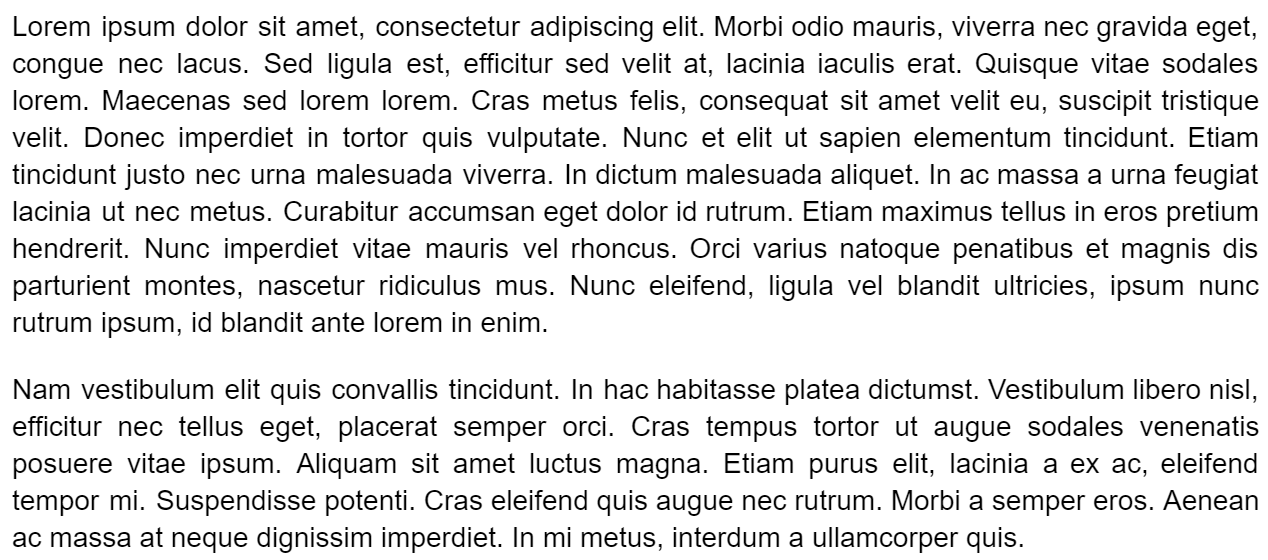 Lorem ipsum dolor sit amet, consectetur adipiscing elit. Morbi odio mauris, viverra nec gravida eget,
congue nec lacus. Sed ligula est, efficitur sed velit at, lacinia iaculis erat. Quisque vitae sodales
lorem. Maecenas sed lorem lorem. Cras metus felis, consequat sit amet velit eu, suscipit tristique
velit. Donec imperdiet in tortor quis vulputate. Nunc et elit ut sapien elementum tincidunt. Etiam
tincidunt justo nec urna malesuada viverra. In dictum malesuada aliquet. In ac massa a urna feugiat
lacinia ut nec metus. Curabitur accumsan eget dolor id rutrum. Etiam maximus tellus in eros pretium
hendrerit. Nunc imperdiet vitae mauris vel rhoncus. Orci varius natoque penatibus et magnis dis
parturient montes, nascetur ridiculus mus. Nunc eleifend, ligula vel blandit ultricies, ipsum nunc
rutrum ipsum, id blandit ante lorem in enim.
Nam vestibulum elit quis convallis tincidunt. In hac habitasse platea dictumst. Vestibulum libero nisl,
efficitur nec tellus eget, placerat semper orci. Cras tempus tortor ut augue sodales venenatis
posuere vitae ipsum. Aliquam sit amet luctus magna. Etiam purus elit, lacinia a ex ac, eleifend
tempor mi. Suspendisse potenti. Cras eleifend quis augue nec rutrum. Morbi a semper eros. Aenean
ac massa at neque dignissim imperdiet. In mi metus, interdum a ullamcorper quis.